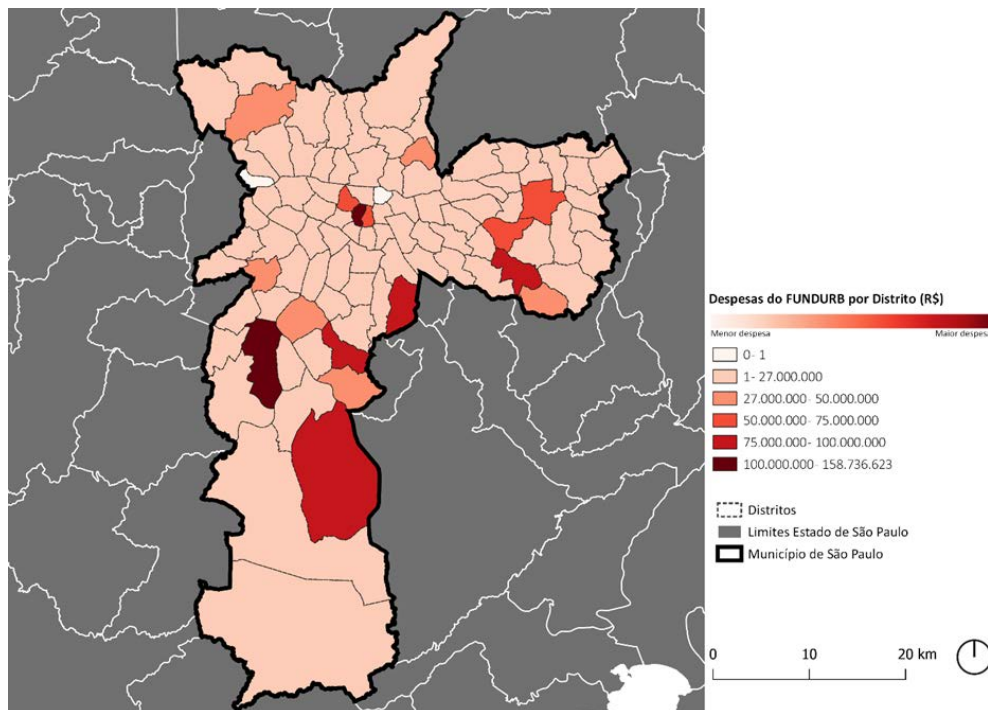 Despesas do FUNDURB por Distrito (R$)
Menor despesa Maior despesa
0- 1
1- 27.000.000
27.000.000- 50.000.000
50.000.000- 75.000.000
75.000.000- 100.000.000
100.000.000- 158.736.623
Distritos
Limites Estado de São Paulo
Município de São Paulo
0 10 20 km